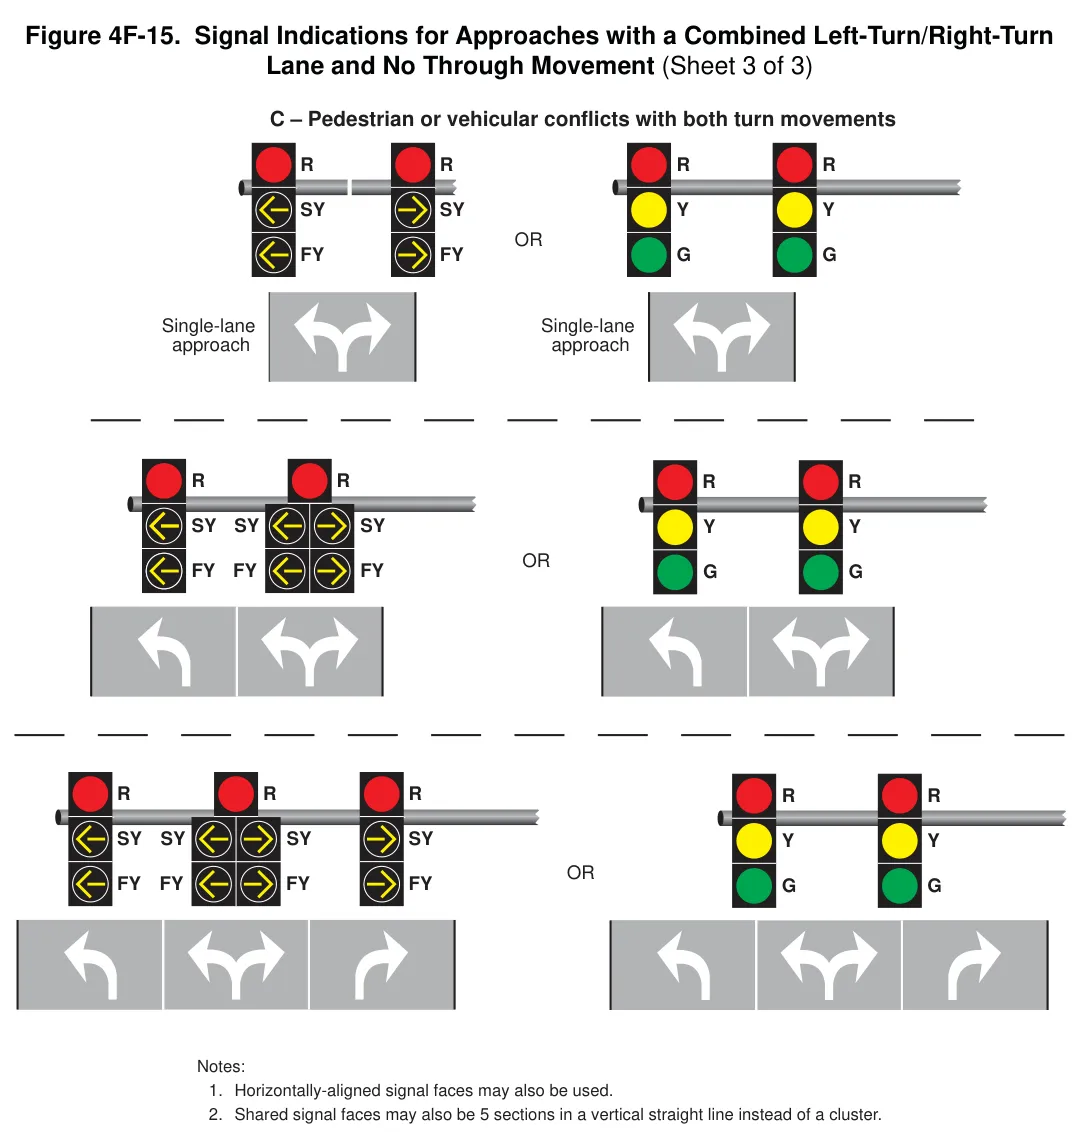 Figure 4F-15.  Signal Indications for Approaches with a Combined Left-Turn/Right-Turn
Lane and No Through Movement (Sheet 3 of 3)
C – Pedestrian or vehicular conflicts with both turn movements
R R R R
SY SY Y Y
OR
FY FY G G
Single-lane
approach
Single-lane
approach
R R R R
SY SY SY Y Y
OR
FY FY FY G G
R R R R R
SY SY SY SY Y Y
OR
FY FY FY FY G G
Notes:
1. Horizontally-aligned signal faces may also be used.
2. Shared signal faces may also be 5 sections in a vertical straight line instead of a cluster.